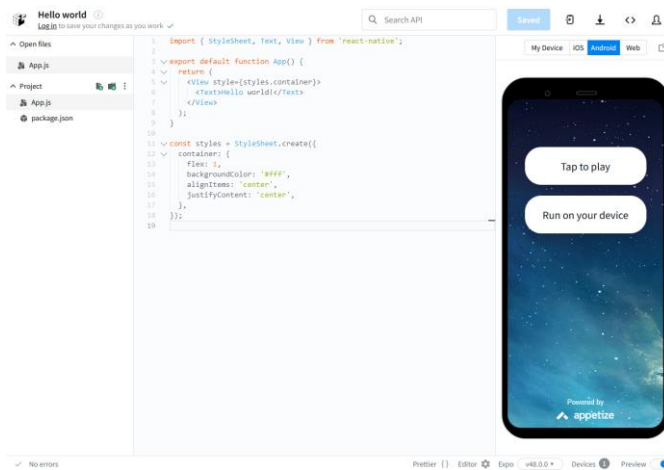 Hello world
Log in to save your changes as you work
Search API
Saved
Open files
App.js
Project
App.js
package.json
1 import { StyleSheet, Text, View } from 'react-native';
2
3 export default function App() {
4 return (
5 <View style={styles.container}>
6 <Text>Hello world!</Text>
7 </View>
8 );
9 }
10
11 const styles = StyleSheet.create({
12 container: {
13 flex: 1,
14 backgroundColor: '#fff',
15 alignItems: 'center',
16 justifyContent: 'center',
17 },
18 });
19
My Device iOS Android Web
Tap to play
Run on your device
Powered by
appetize
No errors
Prettier { } Editor Expo v48.0.0 Devices 1 Preview